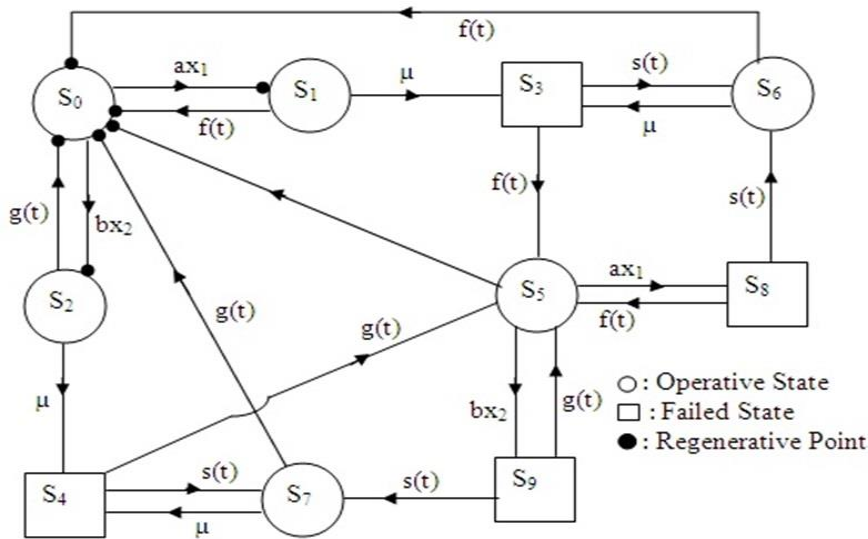 f(t)
S0
ax1
f(t)
S1
μ
S3
s(t)
μ
S6
g(t)
bx2
f(t)
s(t)
S2
g(t)
g(t)
S5
ax1
f(t)
S8
μ
bx2
g(t)
○ : Operative State
□ : Failed State
● : Regenerative Point
S4
s(t)
μ
S7
s(t)
S9